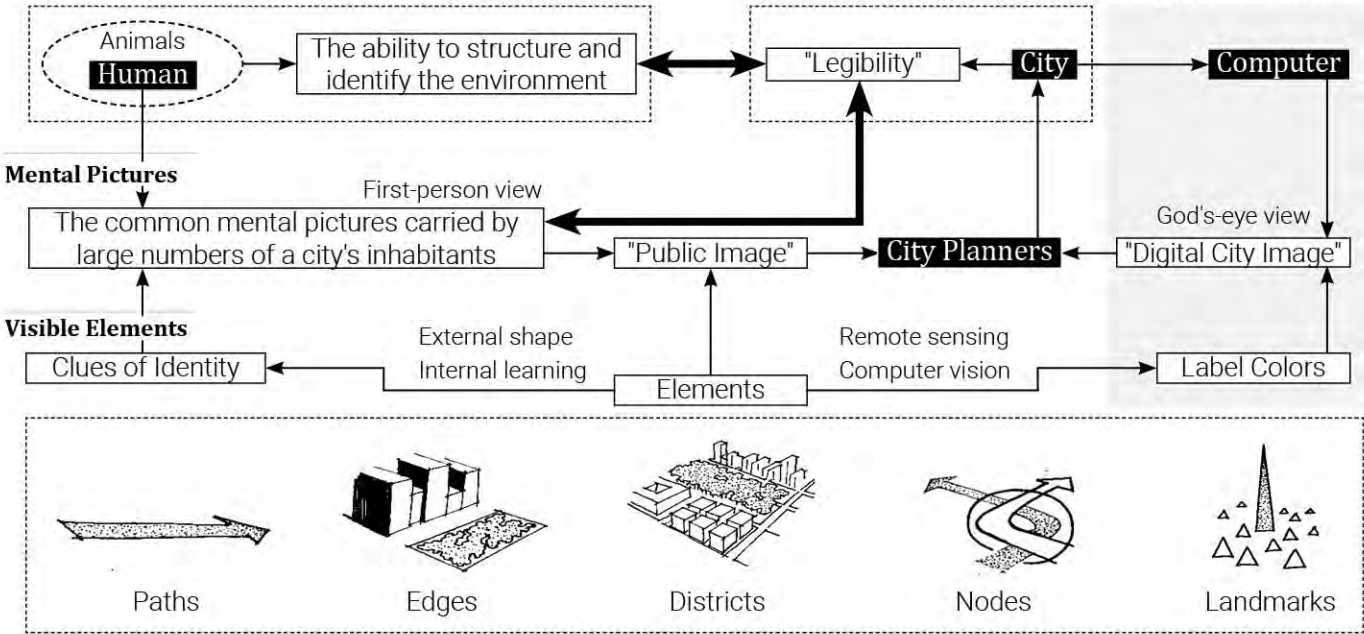 Animals
Human
The ability to structure and
identify the environment
"Legibility"
City
Computer
Mental Pictures
First-person view
God's-eye view
The common mental pictures carried by
large numbers of a city's inhabitants
"Public Image"
City Planners
"Digital City Image"
Visible Elements
External shape
Internal learning
Remote sensing
Computer vision
Clues of Identity
Elements
Label Colors
Paths
Edges
Districts
Nodes
Landmarks